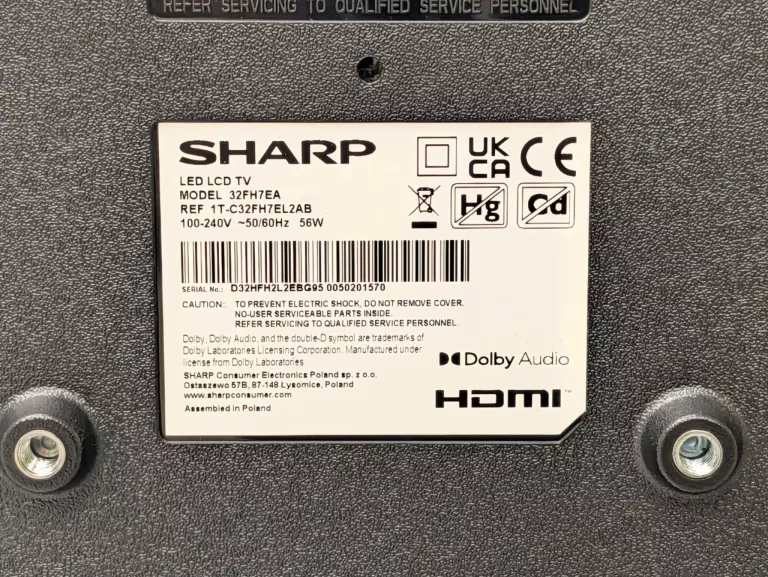 REFER SERVICING TO QUALIFIED SERVICE PERSONNEL
SHARP
UK
CA
CE
LED LCD TV
MODEL 32FH7EA
REF 1T-C32FH7EL2AB
100-240V ~50/60Hz 56W
Hg
Cd
SERIAL No.: D32HFH2L2EBG95 0050201570
CAUTION: TO PREVENT ELECTRIC SHOCK, DO NOT REMOVE COVER.
NO-USER SERVICEABLE PARTS INSIDE.
REFER SERVICING TO QUALIFIED SERVICE PERSONNEL.
Dolby, Dolby Audio, and the double-D symbol are trademarks of
Dolby Laboratories Licensing Corporation. Manufactured under
license from Dolby Laboratories
Dolby Audio
SHARP Consumer Electronics Poland sp. z o.o.
Ostaszewo 57B, 87-148 Lysomice, Poland
www.sharpconsumer.com
HDMI™
Assembled in Poland